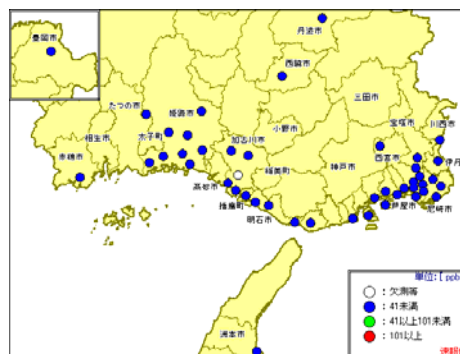 豊岡市
丹波市
西脇市
三田市
たつの市
姫路市
宝塚市
川西市
相生市
太子町
加古川市
小野市
西宮市
伊丹
赤穂市
稲美町
神戸市
高砂市
播磨町
芦屋市
尼崎市
明石市
洲本市
単位:[ppb
：欠測等
：41未満
：41以上101未満
：101以上
速報